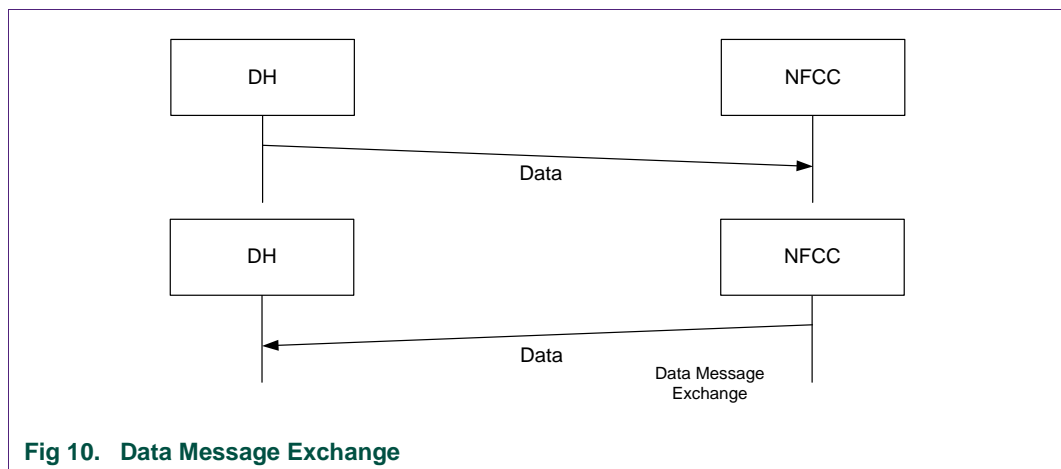 DH
NFCC
Data
DH
NFCC
Data
Data Message
Exchange
Fig 10. Data Message Exchange